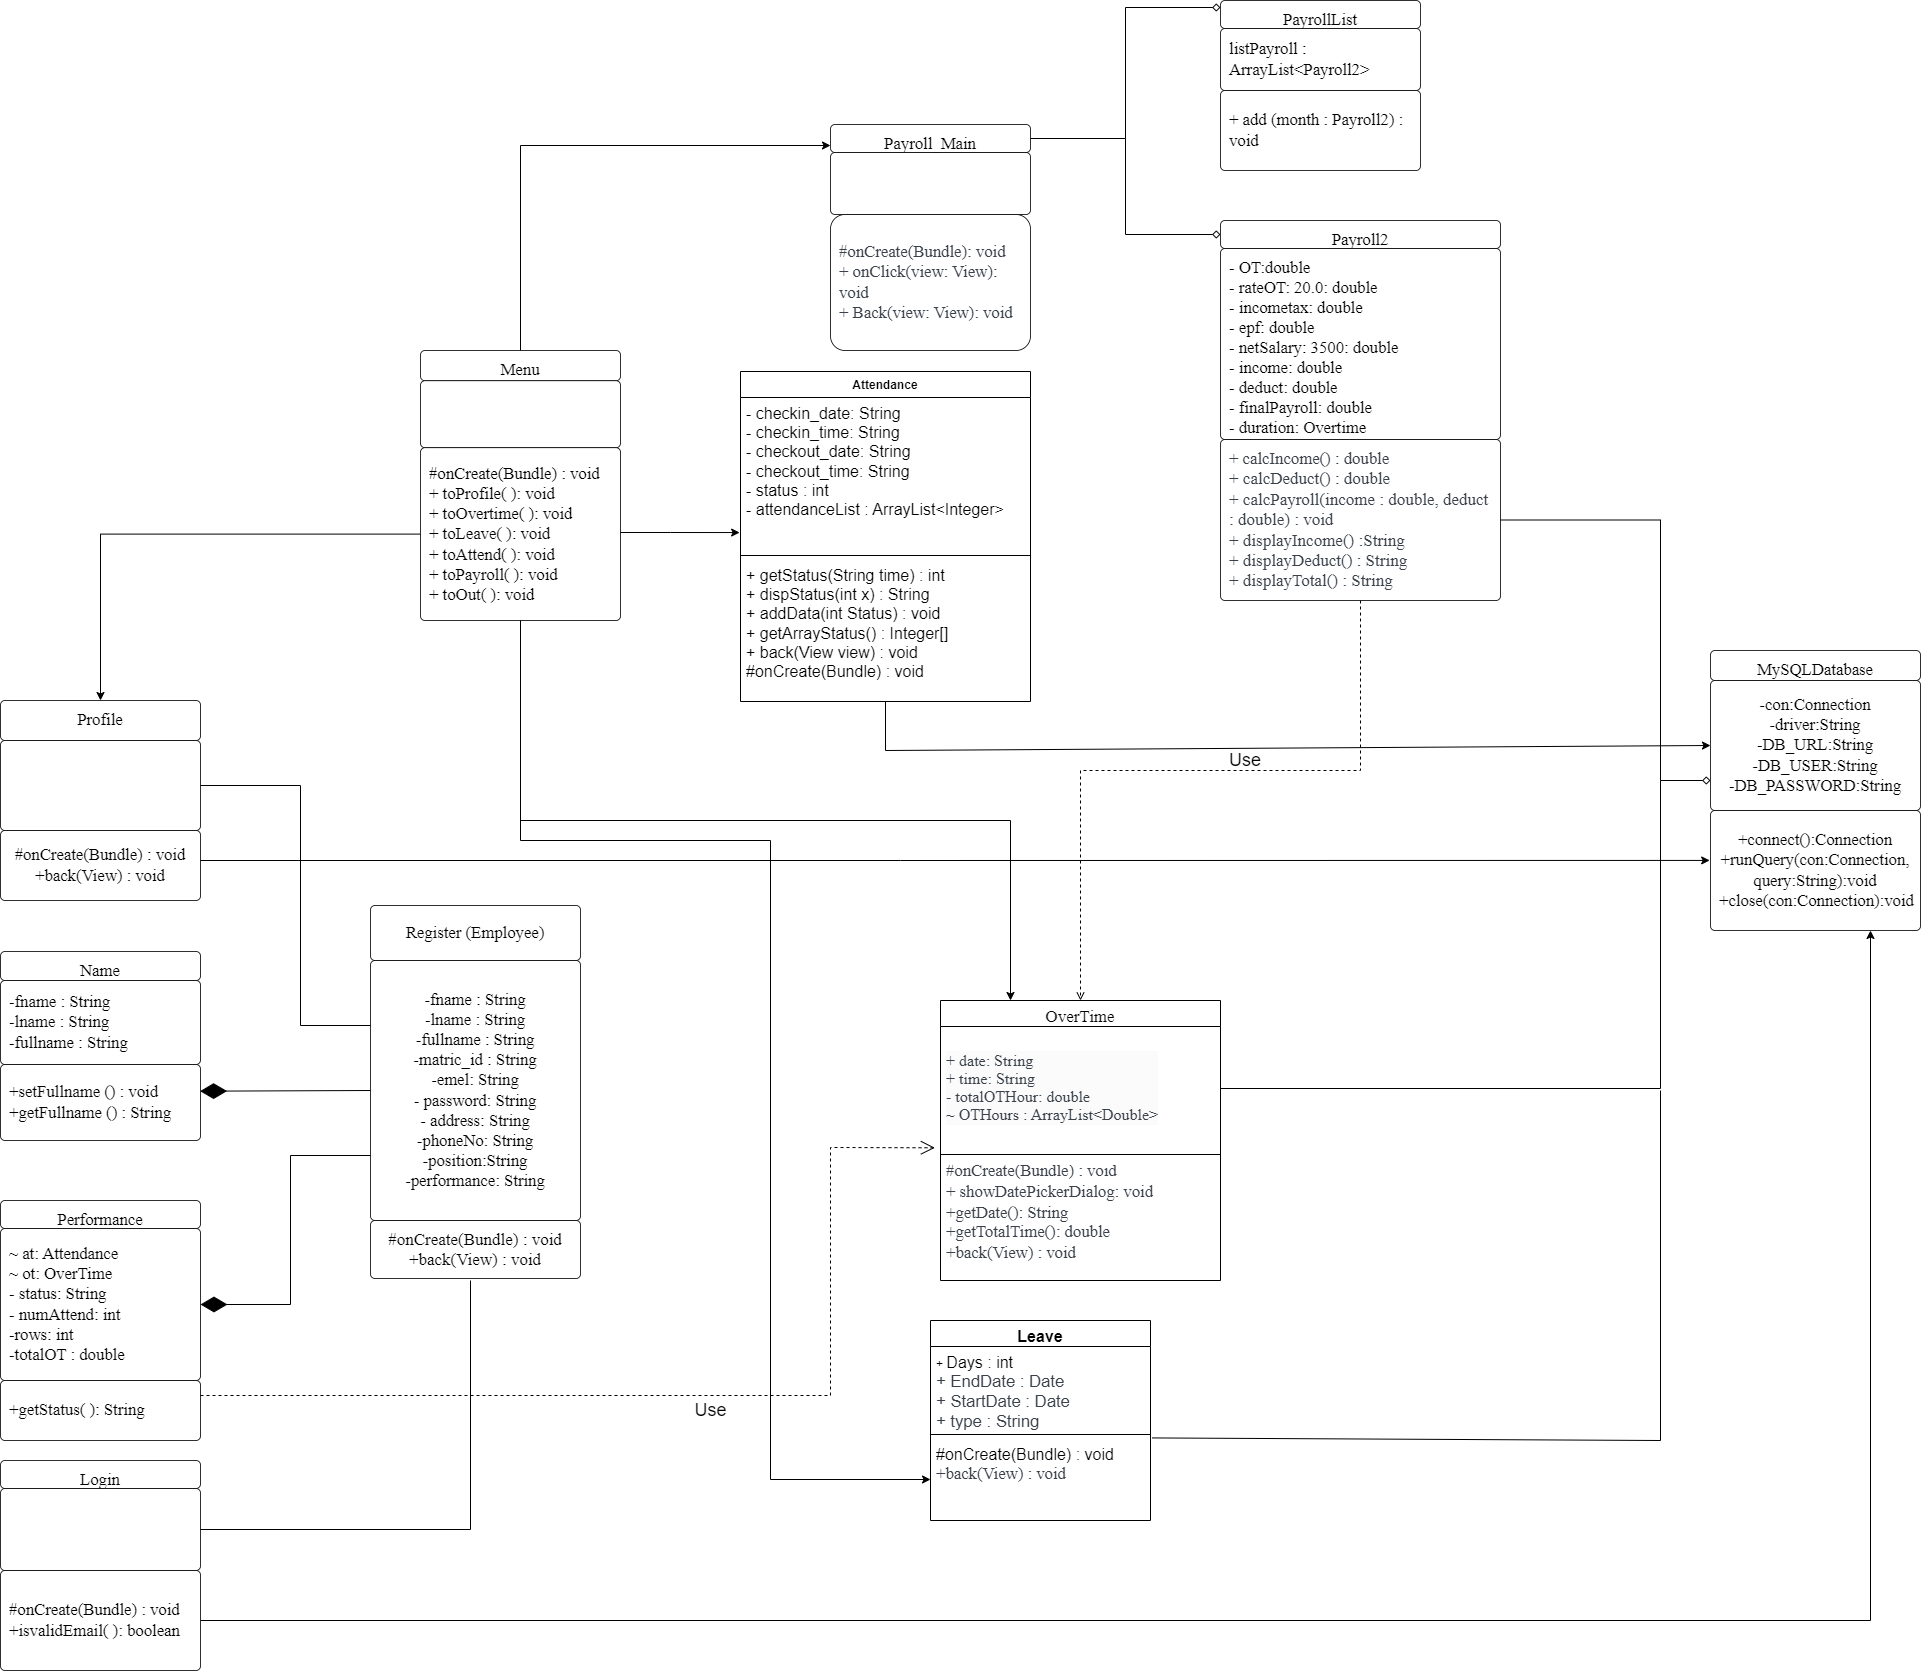 PayrollList
listPayroll :
ArrayList<Payroll2>
+ add (month : Payroll2) :
void
Payroll_Main
#onCreate(Bundle): void
+ onClick(view: View):
void
+ Back(view: View): void
Payroll2
- OT:double
- rateOT: 20.0: double
- incometax: double
- epf: double
- netSalary: 3500: double
- income: double
- deduct: double
- finalPayroll: double
- duration: Overtime
+ calcIncome() : double
+ calcDeduct() : double
+ calcPayroll(income : double, deduct
: double) : void
+ displayIncome() :String
+ displayDeduct() : String
+ displayTotal() : String
Menu
#onCreate(Bundle) : void
+ toProfile( ): void
+ toOvertime( ): void
+ toLeave( ): void
+ toAttend( ): void
+ toPayroll( ): void
+ toOut( ): void
Attendance
- checkin_date: String
- checkin_time: String
- checkout_date: String
- checkout_time: String
- status : int
- attendanceList : ArrayList<Integer>
+ getStatus(String time) : int
+ dispStatus(int x) : String
+ addData(int Status) : void
+ getArrayStatus() : Integer[]
+ back(View view) : void
#onCreate(Bundle) : void
MySQLDatabase
-con:Connection
-driver:String
-DB_URL:String
-DB_USER:String
-DB_PASSWORD:String
+connect():Connection
+runQuery(con:Connection,
query:String):void
+close(con:Connection):void
Use
Profile
#onCreate(Bundle) : void
+back(View) : void
Register (Employee)
-fname : String
-lname : String
-fullname : String
-matric_id : String
-emel: String
- password: String
- address: String
-phoneNo: String
-position:String
-performance: String
#onCreate(Bundle) : void
+back(View) : void
Name
-fname : String
-lname : String
-fullname : String
+setFullname () : void
+getFullname () : String
OverTime
+ date: String
+ time: String
- totalOTHour: double
~ OTHours : ArrayList<Double>
#onCreate(Bundle) : void
+ showDatePickerDialog: void
+getDate(): String
+getTotalTime(): double
+back(View) : void
Performance
~ at: Attendance
~ ot: OverTime
- status: String
- numAttend: int
-rows: int
-totalOT : double
+getStatus( ): String
Use
Leave
+ Days : int
+ EndDate : Date
+ StartDate : Date
+ type : String
#onCreate(Bundle) : void
+back(View) : void
Login
#onCreate(Bundle) : void
+isvalidEmail( ): boolean